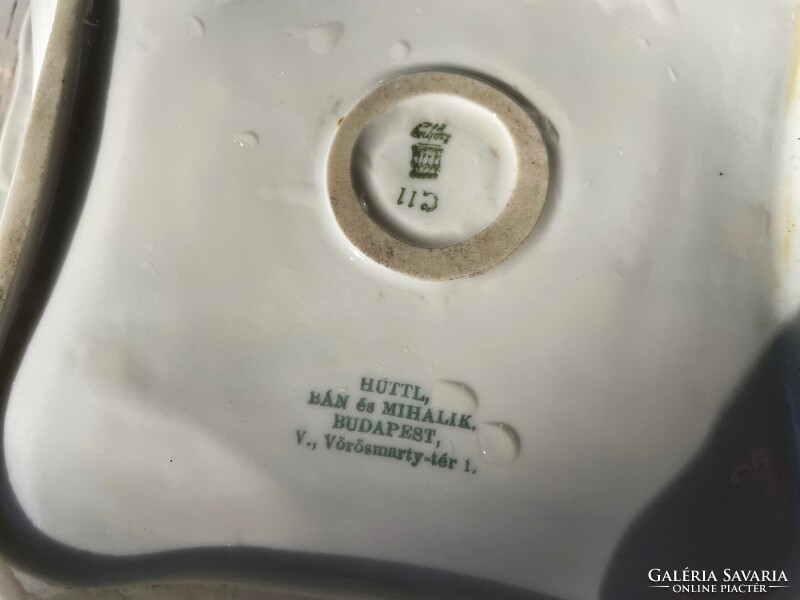 C11
HÜTTL,
BÁN és MIHALIK.
BUDAPEST,
V., Vörösmarty-tér 1.
GALÉRIA SAVARIA
ONLINE PIACTÉR